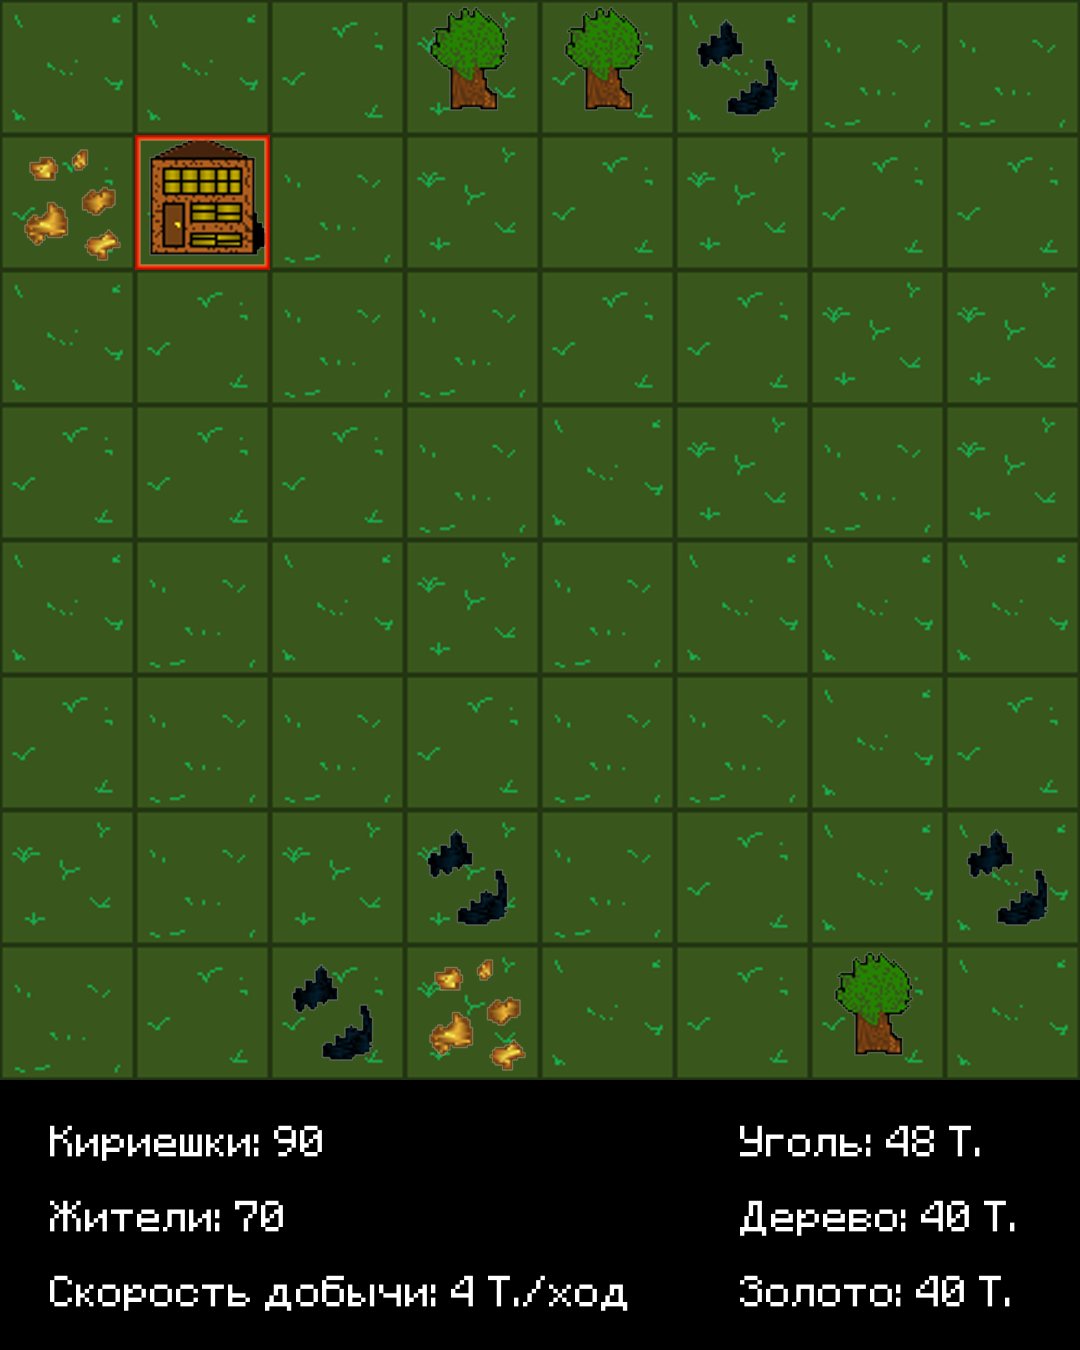 Кириешки: 90
Уголь: 48 Т.
Жители: 70
Дерево: 40 Т.
Скорость добычи: 4 Т./ход
Золото: 40 Т.